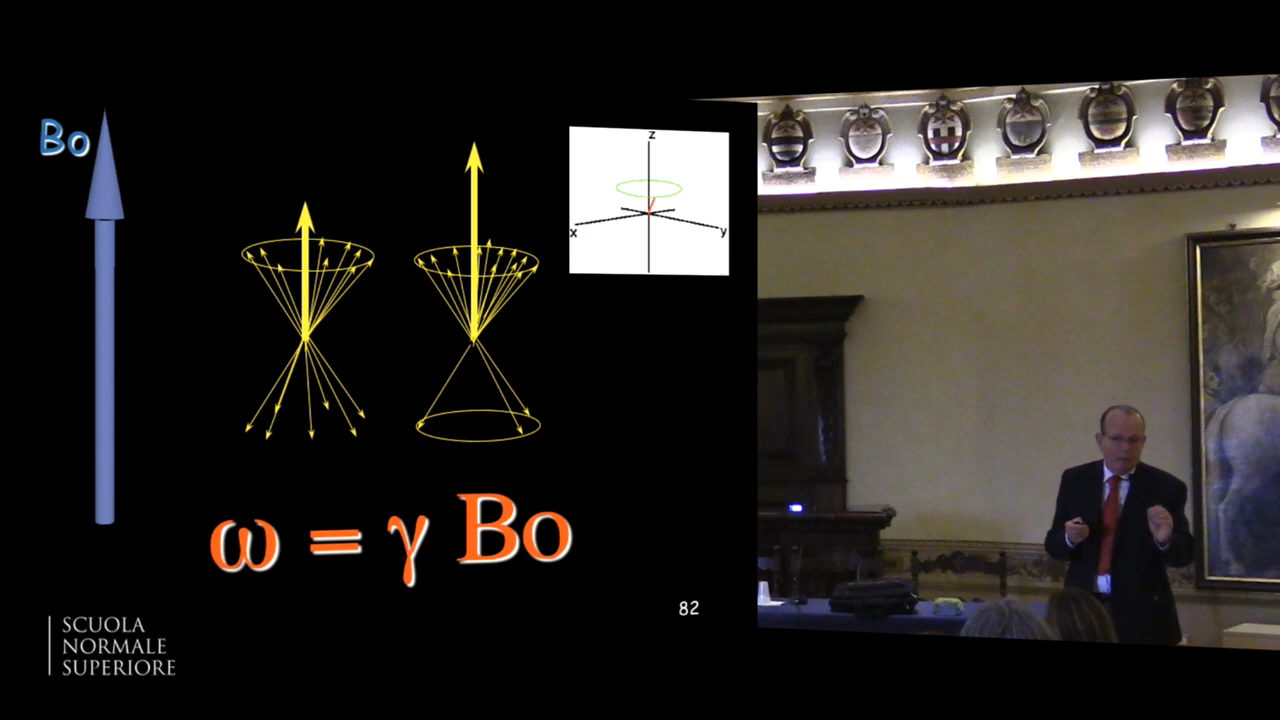 Bo
z
x
y
ω = γ Bo
82
SCUOLA
NORMALE
SUPERIORE